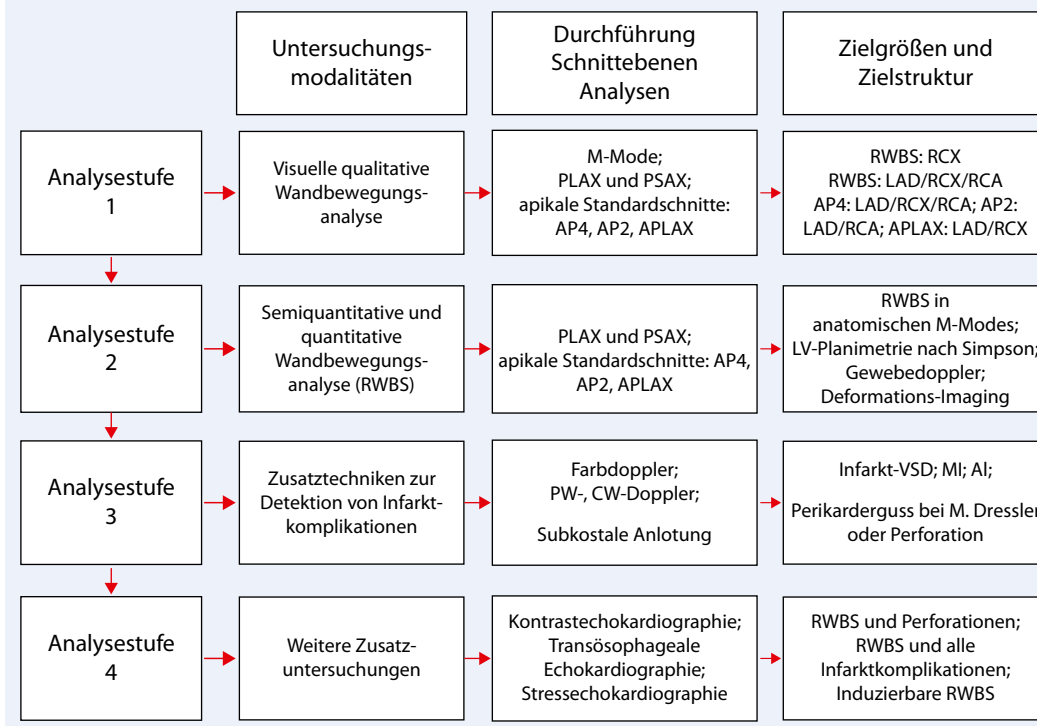 Untersuchungs-
modalitäten
Durchführung
Schnittebenen
Analysen
Zielgrößen und
Zielstruktur
Analysestufe
1
Visuelle qualitative
Wandbewegungs-
analyse
M-Mode;
PLAX und PSAX;
apikale Standardschnitte:
AP4, AP2, APLAX
RWBS: RCX
RWBS: LAD/RCX/RCA
AP4: LAD/RCX/RCA; AP2:
LAD/RCA; APLAX: LAD/RCX
Analysestufe
2
Semiquantitative und
quantitative
Wandbewegungs-
analyse (RWBS)
PLAX und PSAX;
apikale Standardschnitte: AP4,
AP2, APLAX
RWBS in
anatomischen M-Modes;
LV-Planimetrie nach Simpson;
Gewebedoppler;
Deformations-Imaging
Analysestufe
3
Zusatztechniken zur
Detektion von Infarkt-
komplikationen
Farbdoppler;
PW-, CW-Doppler;
Subkostale Anlotung
Infarkt-VSD; MI; AI;
Perikarderguss bei M. Dressler
oder Perforation
Analysestufe
4
Weitere Zusatz-
untersuchungen
Kontrastechokardiographie;
Transösophageale
Echokardiographie;
Stressechokardiographie
RWBS und Perforationen;
RWBS und alle
Infarktkomplikationen;
Induzierbare RWBS